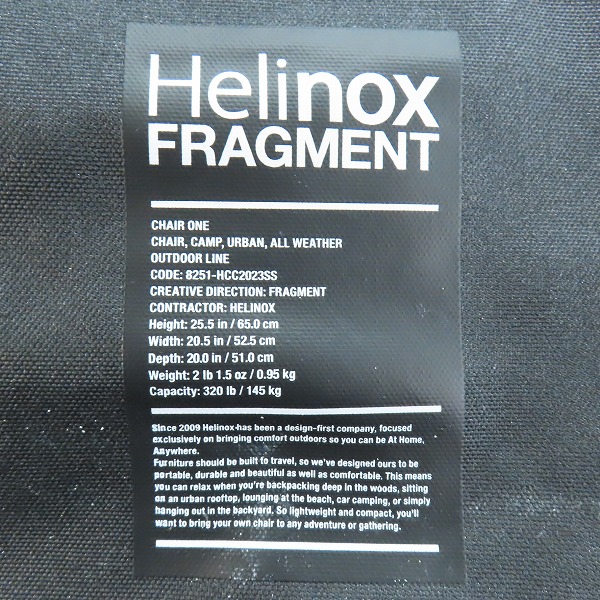 Helinox
FRAGMENT
CHAIR ONE
CHAIR, CAMP, URBAN, ALL WEATHER
OUTDOOR LINE
CODE: 8251-HCC2023SS
CREATIVE DIRECTION: FRAGMENT
CONTRACTOR: HELINOX
Height: 25.5 in / 65.0 cm
Width: 20.5 in / 52.5 cm
Depth: 20.0 in / 51.0 cm
Weight: 2 lb 1.5 oz / 0.95 kg
Capacity: 320 lb / 145 kg
Since 2009 Helinox has been a design-first company, focused
exclusively on bringing comfort outdoors so you can be At Home,
Anywhere.
Furniture should be built to travel, so we've designed ours to be
portable, durable and beautiful as well as comfortable. This means
you can relax when you're backpacking deep in the woods, sitting
on an urban rooftop, lounging at the beach, car camping, or simply
hanging out in the backyard. So lightweight and compact, you'll
want to bring your own chair to any adventure or gathering.